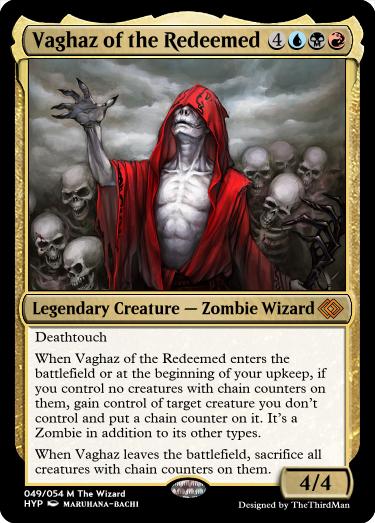 Vaghaz of the Redeemed 4
Legendary Creature — Zombie Wizard
Deathtouch
When Vaghaz of the Redeemed enters the
battlefield or at the beginning of your upkeep, if
you control no creatures with chain counters on
them, gain control of target creature you don't
control and put a chain counter on it. It's a
Zombie in addition to its other types.
When Vaghaz leaves the battlefield, sacrifice all
creatures with chain counters on them.
4/4
049/054 M The Wizard
HYP MARUHANA-BACHI
Designed by TheThirdMan